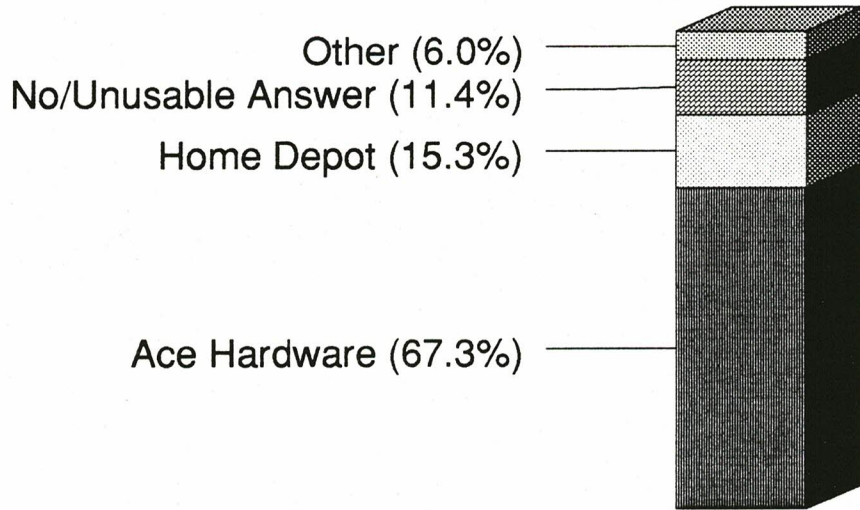 Other (6.0%)
No/Unusable Answer (11.4%)
Home Depot (15.3%)
Ace Hardware (67.3%)